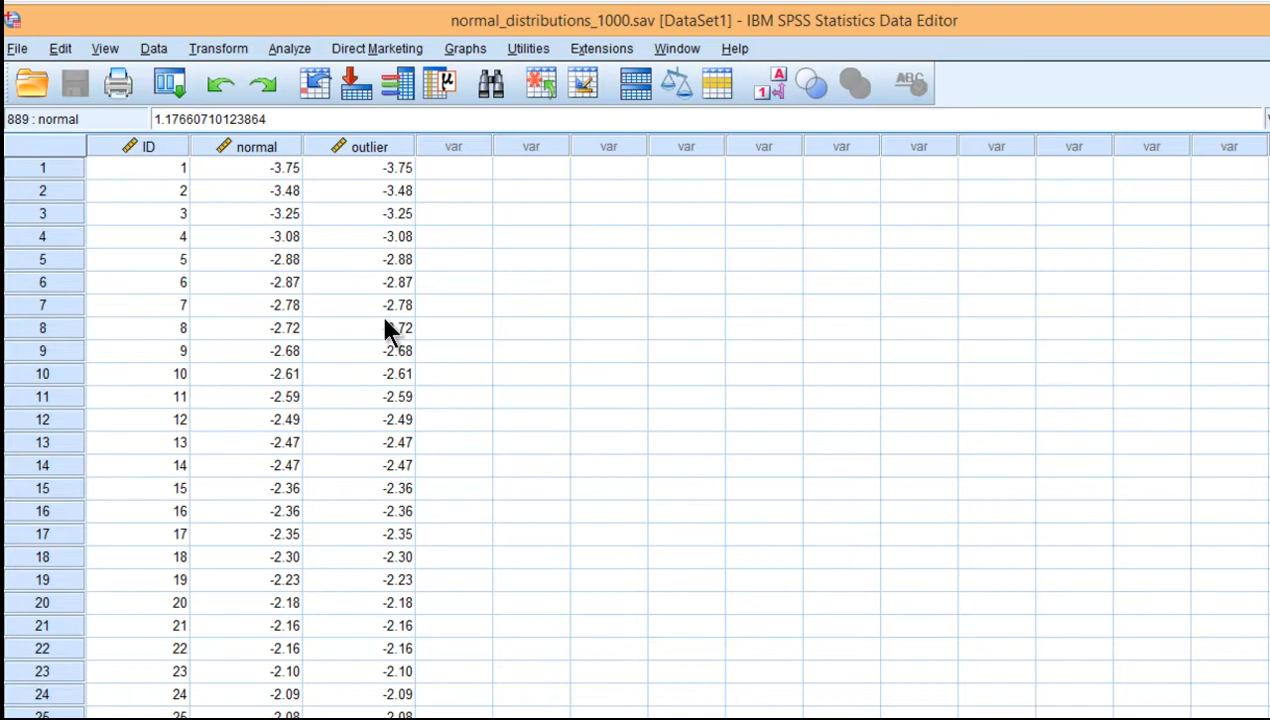 normal_distributions_1000.sav [DataSet1] - IBM SPSS Statistics Data Editor
File Edit View Data Transform Analyze Direct Marketing Graphs Utilities Extensions Window Help
889 : normal 1.17660710123864
ID normal outlier var var var var var var var var var var var
1 1 -3.75 -3.75
2 2 -3.48 -3.48
3 3 -3.25 -3.25
4 4 -3.08 -3.08
5 5 -2.88 -2.88
6 6 -2.87 -2.87
7 7 -2.78 -2.78
8 8 -2.72 72
9 9 -2.68 -2.68
10 10 -2.61 -2.61
11 11 -2.59 -2.59
12 12 -2.49 -2.49
13 13 -2.47 -2.47
14 14 -2.47 -2.47
15 15 -2.36 -2.36
16 16 -2.36 -2.36
17 17 -2.35 -2.35
18 18 -2.30 -2.30
19 19 -2.23 -2.23
20 20 -2.18 -2.18
21 21 -2.16 -2.16
22 22 -2.16 -2.16
23 23 -2.10 -2.10
24 24 -2.09 -2.09
25 25 -2.08 -2.08